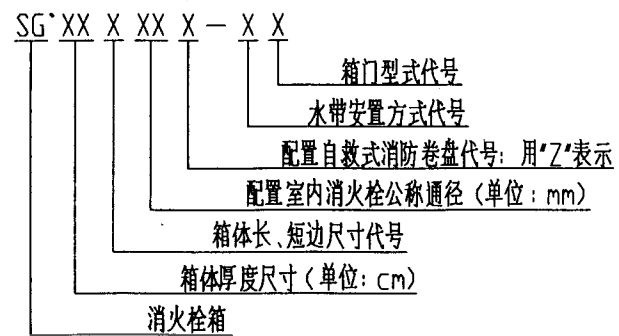 SG·XX X XX X-X X
箱门型式代号
水带安置方式代号
配置自救式消防卷盘代号：用"Z"表示
配置室内消火栓公称通径(单位：mm)
箱体长、短边尺寸代号
箱体厚度尺寸(单位：cm)
消火栓箱